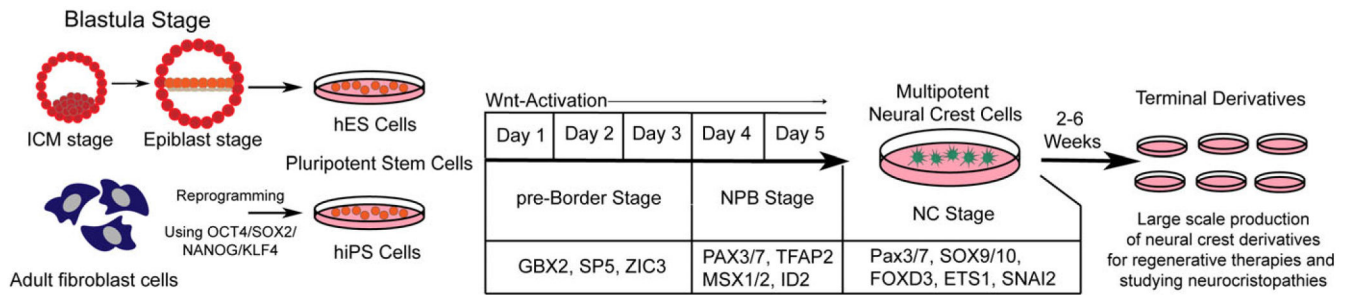 Blastula Stage
ICM stage
Epiblast stage
hES Cells
Pluripotent Stem Cells
Reprogramming
Using OCT4/SOX2/
NANOG/KLF4
Adult fibroblast cells
hiPS Cells
Wnt-Activation
Day 1
Day 2
Day 3
Day 4
Day 5
pre-Border Stage
NPB Stage
GBX2, SP5, ZIC3
PAX3/7, TFAP2
MSX1/2, ID2
Multipotent
Neural Crest Cells
NC Stage
Pax3/7, SOX9/10,
FOXD3, ETS1, SNAI2
2-6
Weeks
Terminal Derivatives
Large scale production
of neural crest derivatives
for regenerative therapies and
studying neurocristopathies